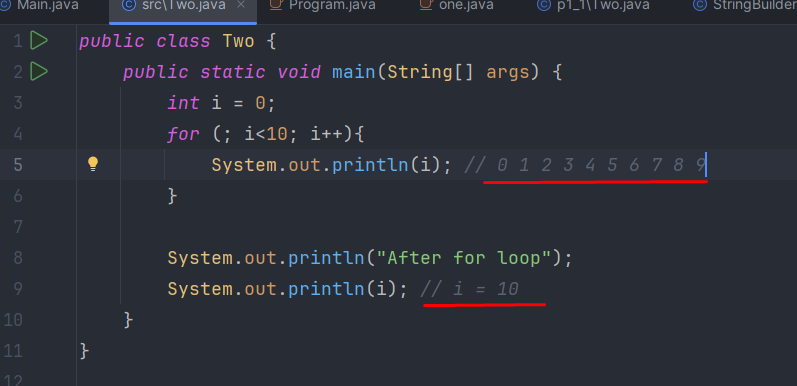 Main.java src\Two.java Program.java one.java p1_1\Two.java StringBuilder
1 public class Two {
2 public static void main(String[] args) {
3 int i = 0;
4 for (; i<10; i++){
5 System.out.println(i); // 0 1 2 3 4 5 6 7 8 9
6 }
7
8 System.out.println("After for loop");
9 System.out.println(i); // i = 10
10 }
11 }
12